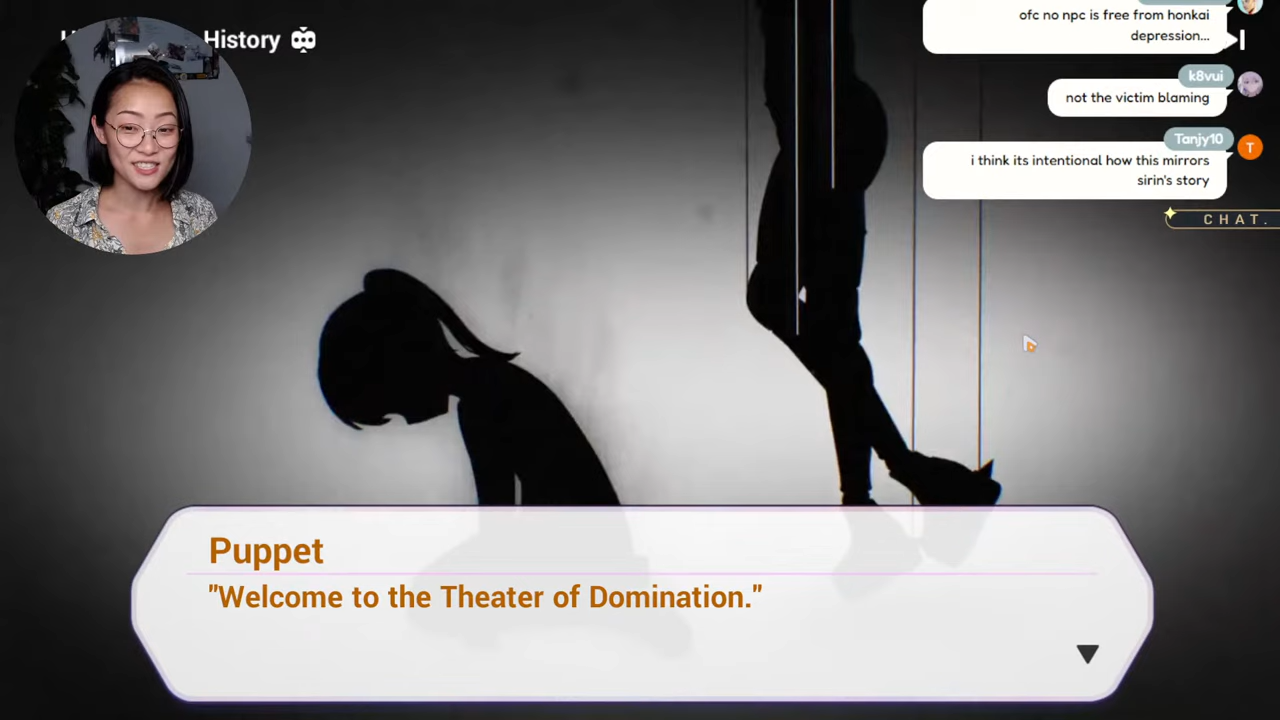 History
ofc no npc is free from honkai
depression...
k8vui
not the victim blaming
Tanjy10
T
i think its intentional how this mirrors
sirin's story
CHAT.
Puppet
"Welcome to the Theater of Domination."